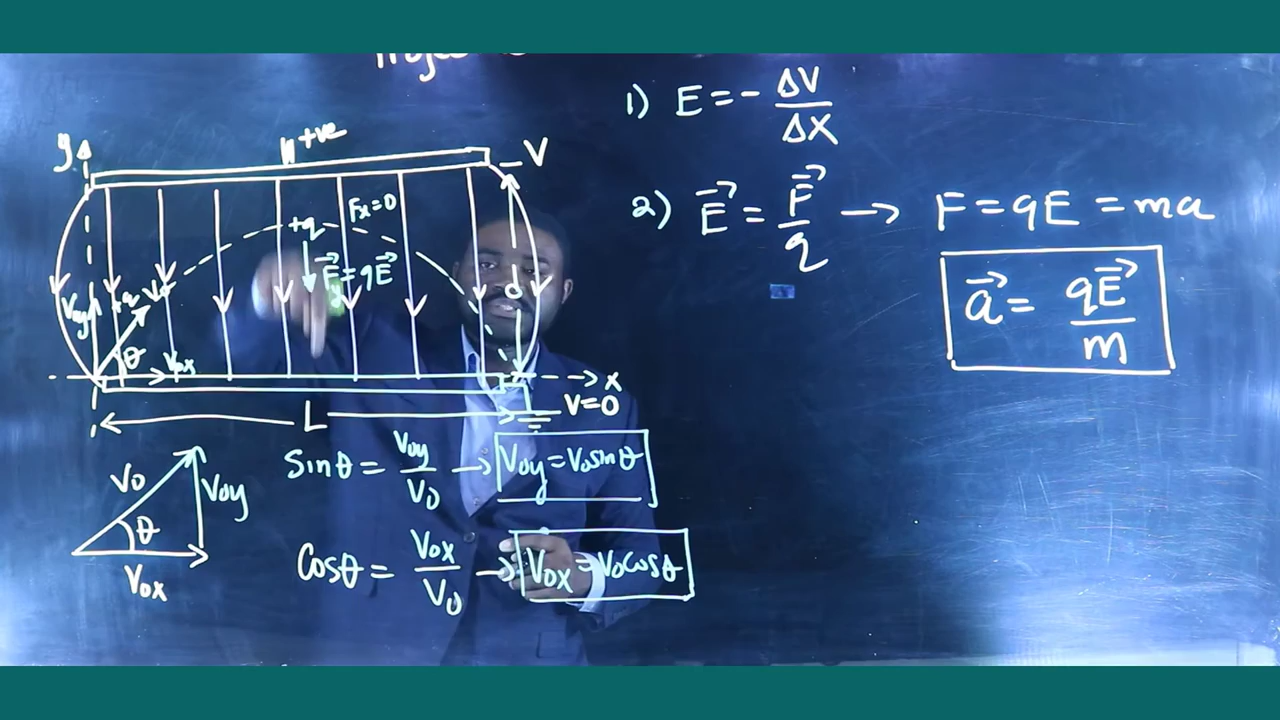 Projec
1) E = - ΔV/ΔX
2) E⃗ = F⃗/q → F = qE = ma
a⃗ = qE⃗/m
y
+ve
V
Fx=0
+q
F⃗y = qE⃗
d
Voy
+q
Vo
θ
Vox
x
V=0
L
Vo
Voy
θ
Vox
Sinθ = Voy/Vo → Voy = Vosinθ
Cosθ = Vox/Vo → Vox = Vocosθ